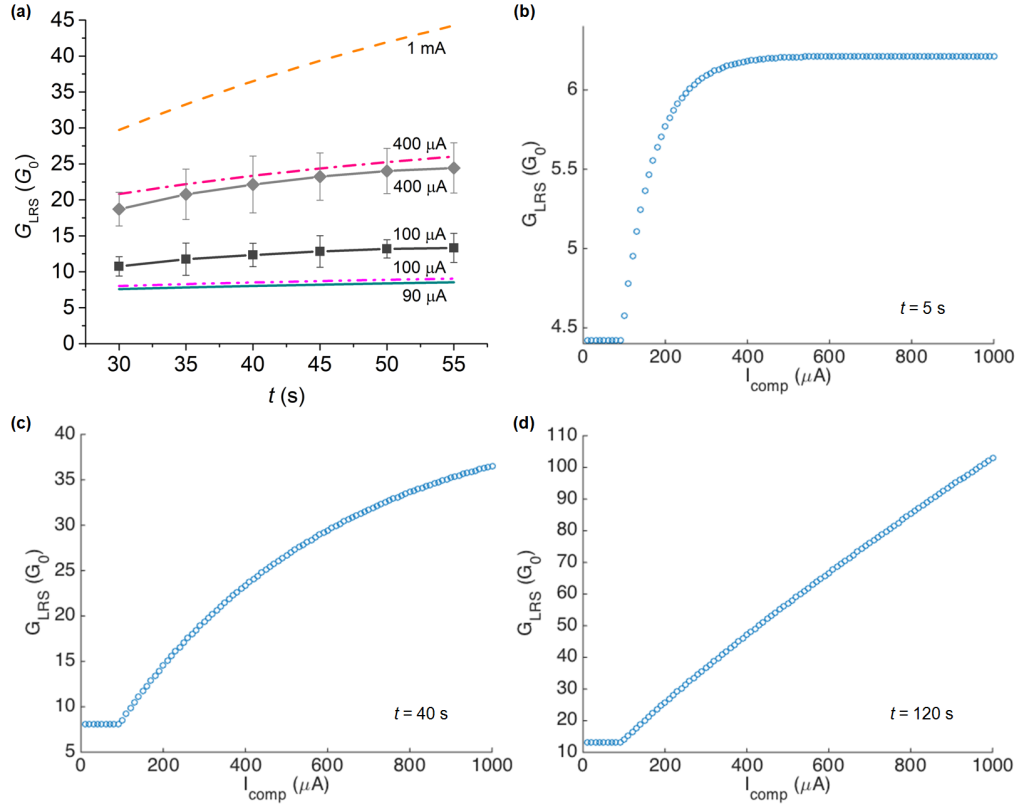 (a)
45
40
35
30
25
20
15
10
5
0
G_LRS (G_0)
1 mA
400 µA
400 µA
100 µA
100 µA
90 µA
30 35 40 45 50 55
t (s)
(b)
6
5.5
5
4.5
G_LRS (G_0)
t = 5 s
0 200 400 600 800 1000
I_comp (µA)
(c)
40
35
30
25
20
15
10
5
G_LRS (G_0)
t = 40 s
0 200 400 600 800 1000
I_comp (µA)
(d)
110
100
90
80
70
60
50
40
30
20
10
G_LRS (G_0)
t = 120 s
0 200 400 600 800 1000
I_comp (µA)